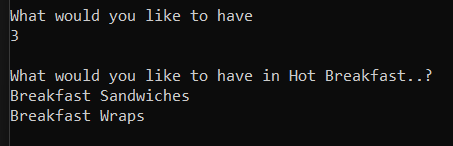 What would you like to have
3
What would you like to have in Hot Breakfast..?
Breakfast Sandwiches
Breakfast Wraps